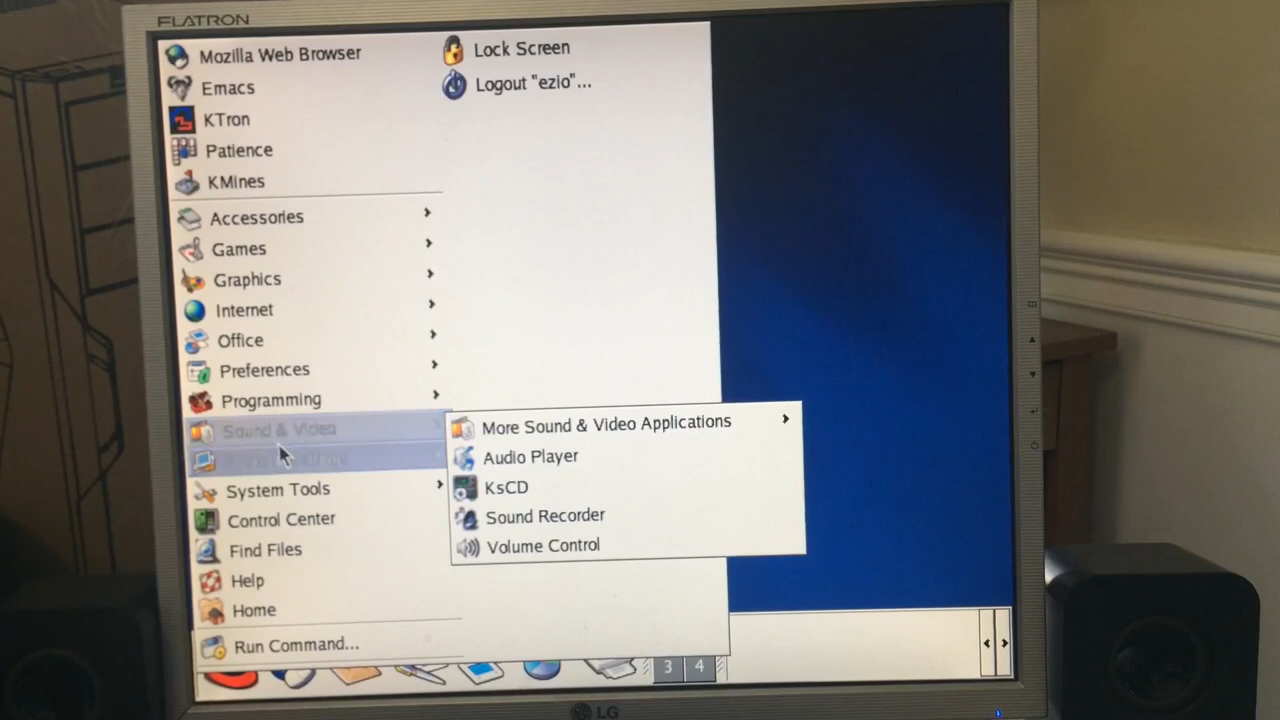 FLATRON
Mozilla Web Browser
Emacs
KTron
Patience
KMines
Accessories
Games
Graphics
Internet
Office
Preferences
Programming
Sound & Video
System Tools
Control Center
Find Files
Help
Home
Run Command...
Lock Screen
Logout "ezio"...
More Sound & Video Applications
Audio Player
KsCD
Sound Recorder
Volume Control
3 4
LG